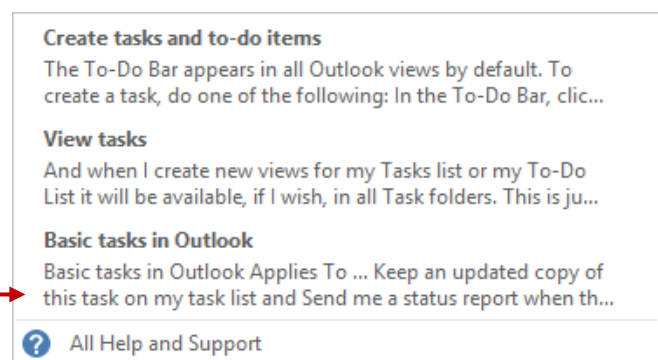 Create tasks and to-do items
The To-Do Bar appears in all Outlook views by default. To
create a task, do one of the following: In the To-Do Bar, clic...
View tasks
And when I create new views for my Tasks list or my To-Do
List it will be available, if I wish, in all Task folders. This is ju...
Basic tasks in Outlook
Basic tasks in Outlook Applies To ... Keep an updated copy of
this task on my task list and Send me a status report when th...
? All Help and Support